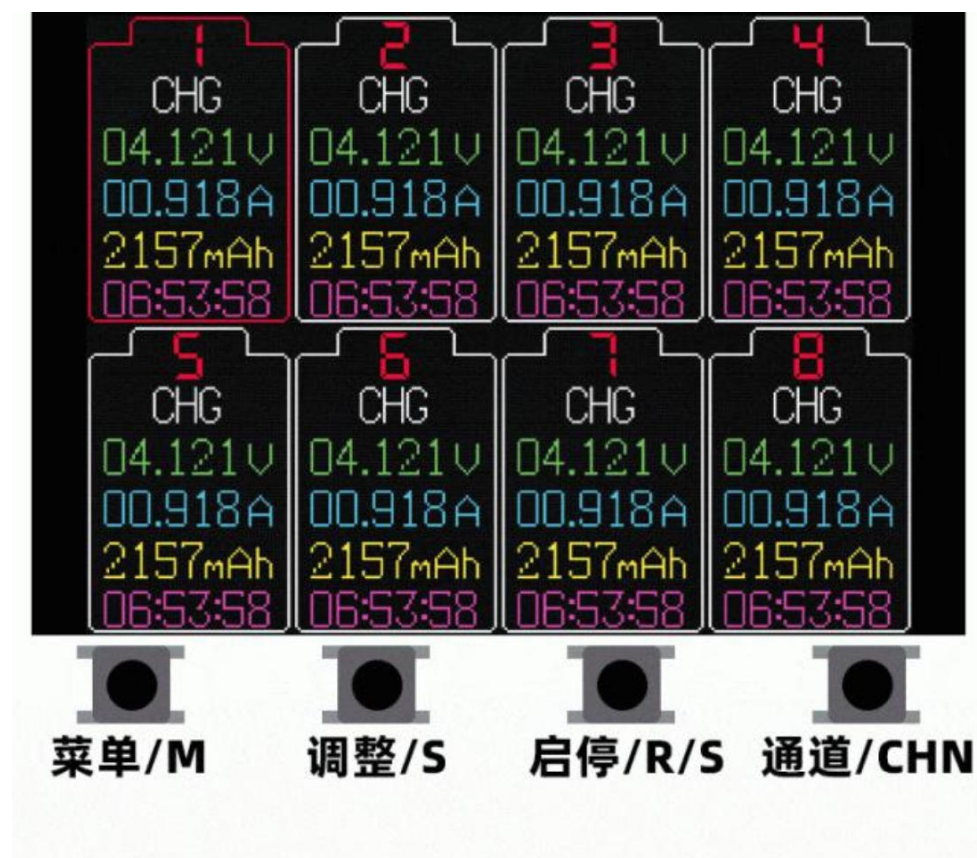 1 2 3 4
CHG CHG CHG CHG
04.121V 04.121V 04.121V 04.121V
00.918A 00.918A 00.918A 00.918A
2157mAh 2157mAh 2157mAh 2157mAh
06:53:58 06:53:58 06:53:58 06:53:58
5 6 7 8
CHG CHG CHG CHG
04.121V 04.121V 04.121V 04.121V
00.918A 00.918A 00.918A 00.918A
2157mAh 2157mAh 2157mAh 2157mAh
06:53:58 06:53:58 06:53:58 06:53:58
菜单/M 调整/S 启停/R/S 通道/CHN